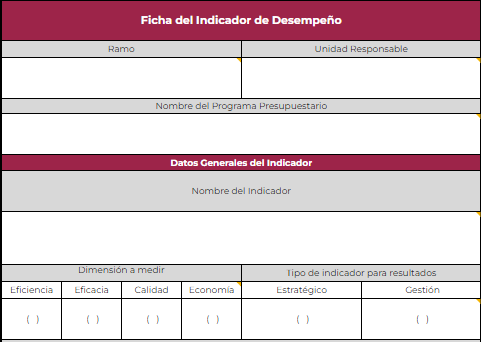 Ficha del Indicador de Desempeño
Ramo Unidad Responsable
Nombre del Programa Presupuestario
Datos Generales del Indicador
Nombre del Indicador
Dimensión a medir Tipo de indicador para resultados
Eficiencia Eficacia Calidad Economía Estratégico Gestión
( ) ( ) ( ) ( ) ( ) ( )